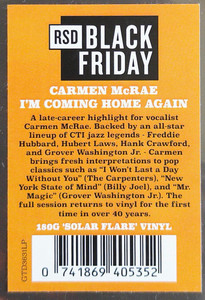 RSD BLACK
FRIDAY
CARMEN McRAE
I'M COMING HOME AGAIN
A late-career highlight for vocalist
Carmen McRae. Backed by an all-star
lineup of CTI jazz legends - Freddie
Hubbard, Hubert Laws, Hank Crawford,
and Grover Washington Jr. - Carmen
brings fresh interpretations to pop
classics such as "I Won't Last a Day
Without You" (The Carpenters), "New
York State of Mind" (Billy Joel), and "Mr.
Magic" (Grover Washington Jr.). The
full session returns to vinyl for the first
time in over 40 years.
180G 'SOLAR FLARE' VINYL
0 741869 405352